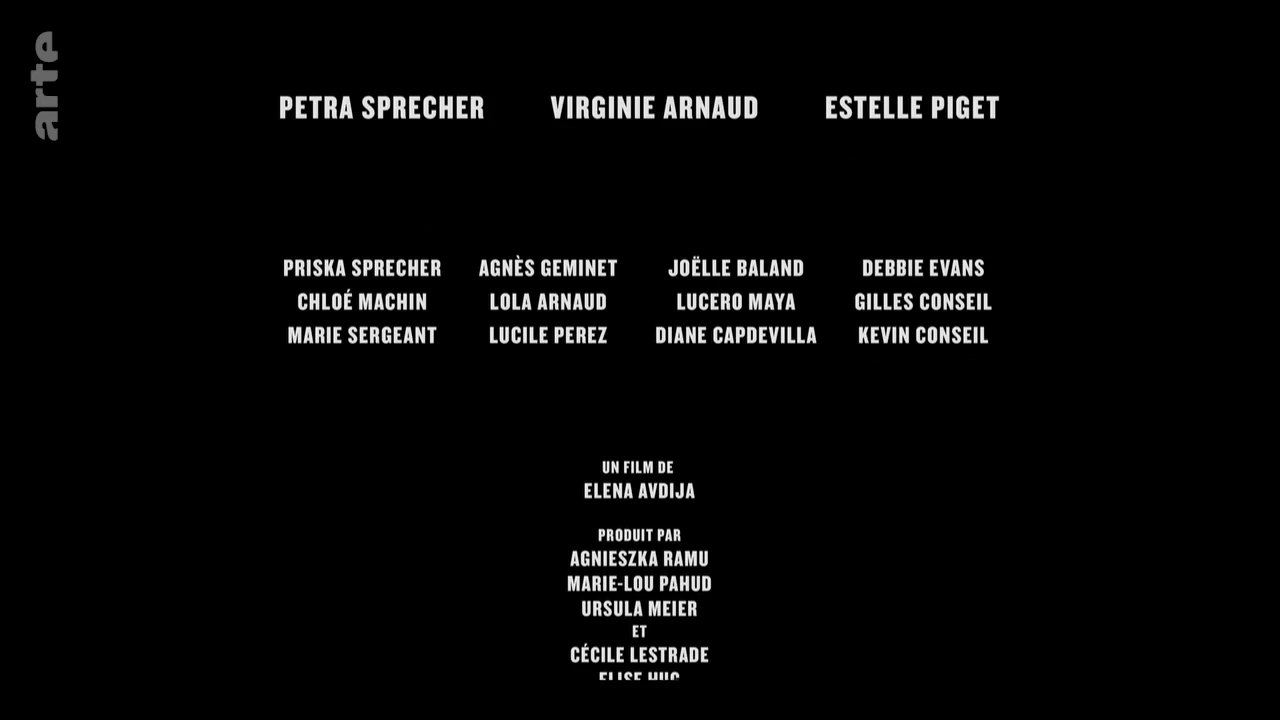 arte
PETRA SPRECHER VIRGINIE ARNAUD ESTELLE PIGET
PRISKA SPRECHER AGNÈS GEMINET JOËLLE BALAND DEBBIE EVANS
CHLOÉ MACHIN LOLA ARNAUD LUCERO MAYA GILLES CONSEIL
MARIE SERGEANT LUCILE PEREZ DIANE CAPDEVILLA KEVIN CONSEIL
UN FILM DE
ELENA AVDIJA
PRODUIT PAR
AGNIESZKA RAMU
MARIE-LOU PAHUD
URSULA MEIER
ET
CÉCILE LESTRADE
ELISE HUG